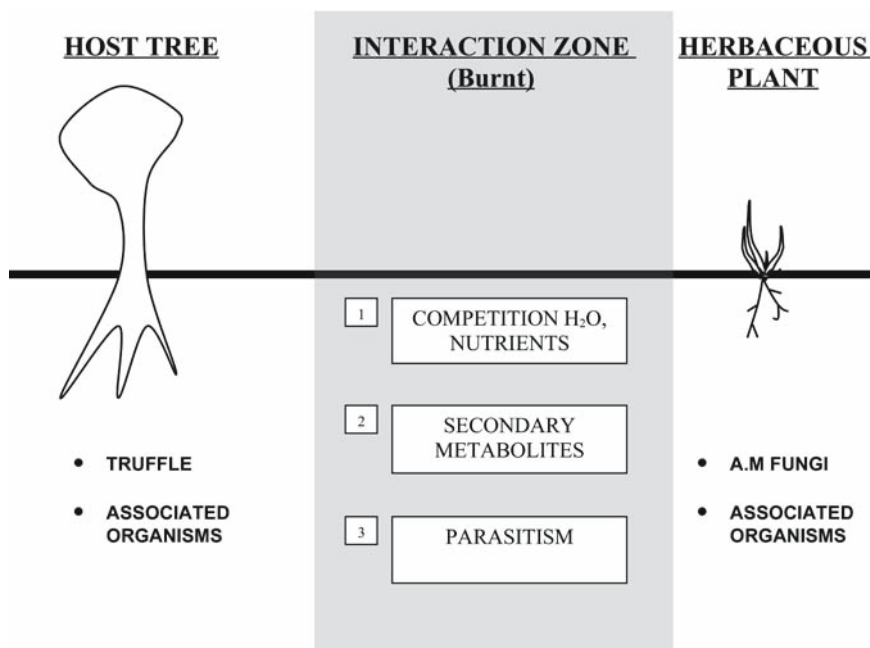 HOST TREE
INTERACTION ZONE
(Burnt)
HERBACEOUS
PLANT
1
COMPETITION H₂O,
NUTRIENTS
2
SECONDARY
METABOLITES
3
PARASITISM
• TRUFFLE
• ASSOCIATED
ORGANISMS
• A.M FUNGI
• ASSOCIATED
ORGANISMS